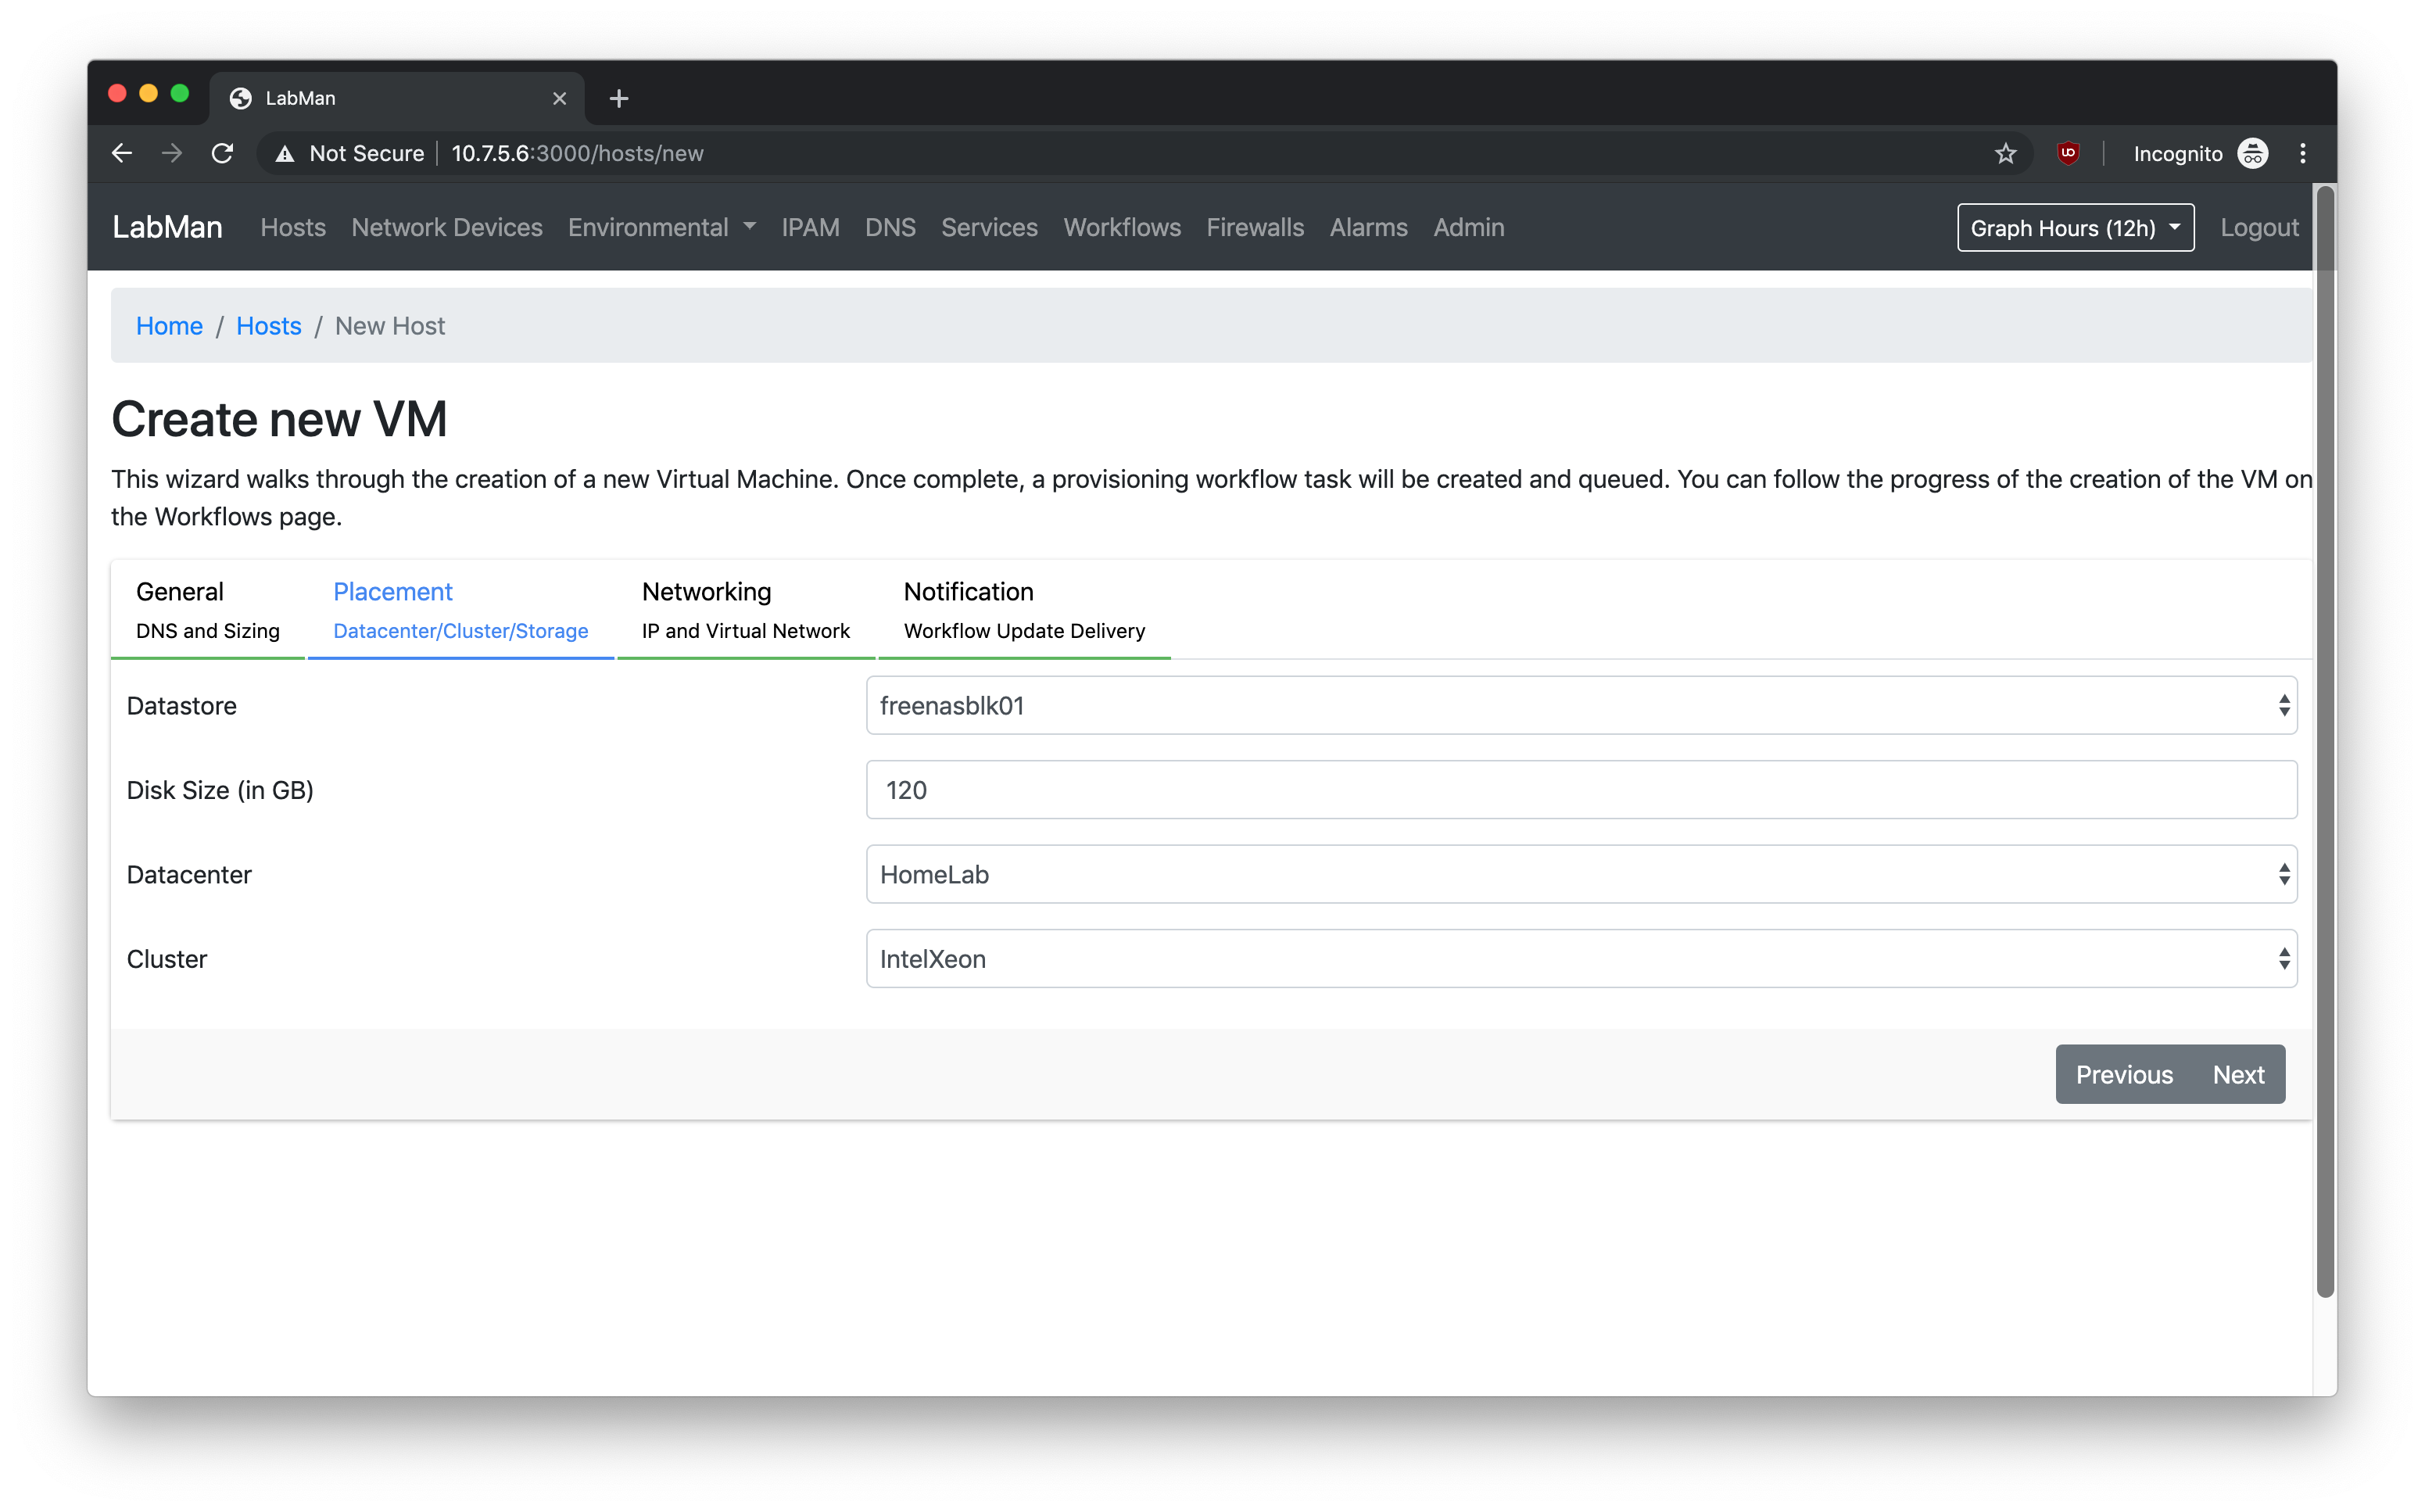 LabMan
Not Secure 10.7.5.6:3000/hosts/new Incognito
LabMan Hosts Network Devices Environmental IPAM DNS Services Workflows Firewalls Alarms Admin Graph Hours (12h) Logout
Home / Hosts / New Host
Create new VM
This wizard walks through the creation of a new Virtual Machine. Once complete, a provisioning workflow task will be created and queued. You can follow the progress of the creation of the VM on
the Workflows page.
General Placement Networking Notification
DNS and Sizing Datacenter/Cluster/Storage IP and Virtual Network Workflow Update Delivery
Datastore freenasblk01
Disk Size (in GB) 120
Datacenter HomeLab
Cluster IntelXeon
Previous Next